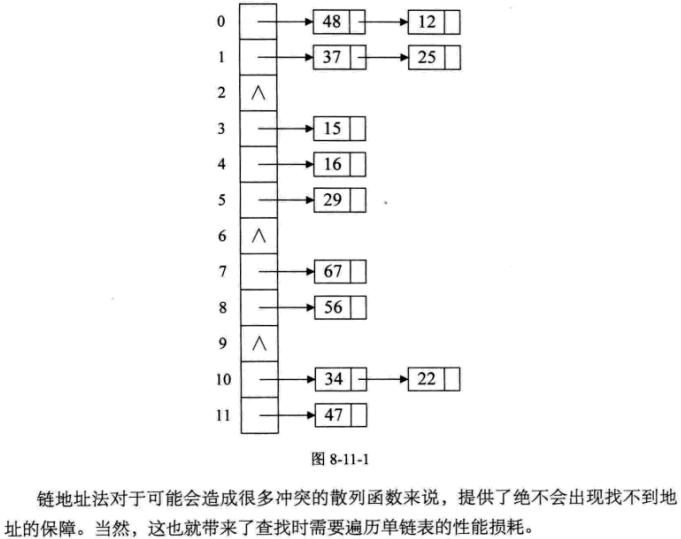 0 48 12
1 37 25
2 ∧
3 15
4 16
5 29
6 ∧
7 67
8 56
9 ∧
10 34 22
11 47
图 8-11-1
链地址法对于可能会造成很多冲突的散列函数来说，提供了绝不会出现找不到地
址的保障。当然，这也就带来了查找时需要遍历单链表的性能损耗。